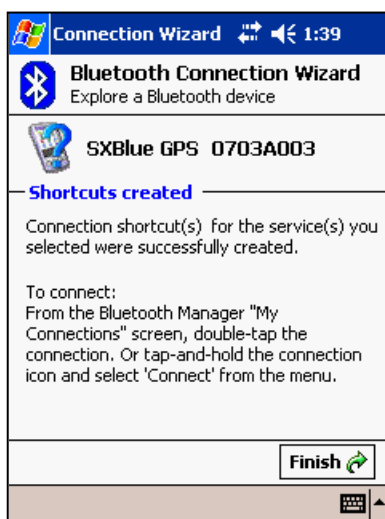 Connection Wizard 1:39
Bluetooth Connection Wizard
Explore a Bluetooth device
SXBlue GPS 0703A003
Shortcuts created
Connection shortcut(s) for the service(s) you
selected were successfully created.
To connect:
From the Bluetooth Manager "My
Connections" screen, double-tap the
connection. Or tap-and-hold the connection
icon and select 'Connect' from the menu.
Finish